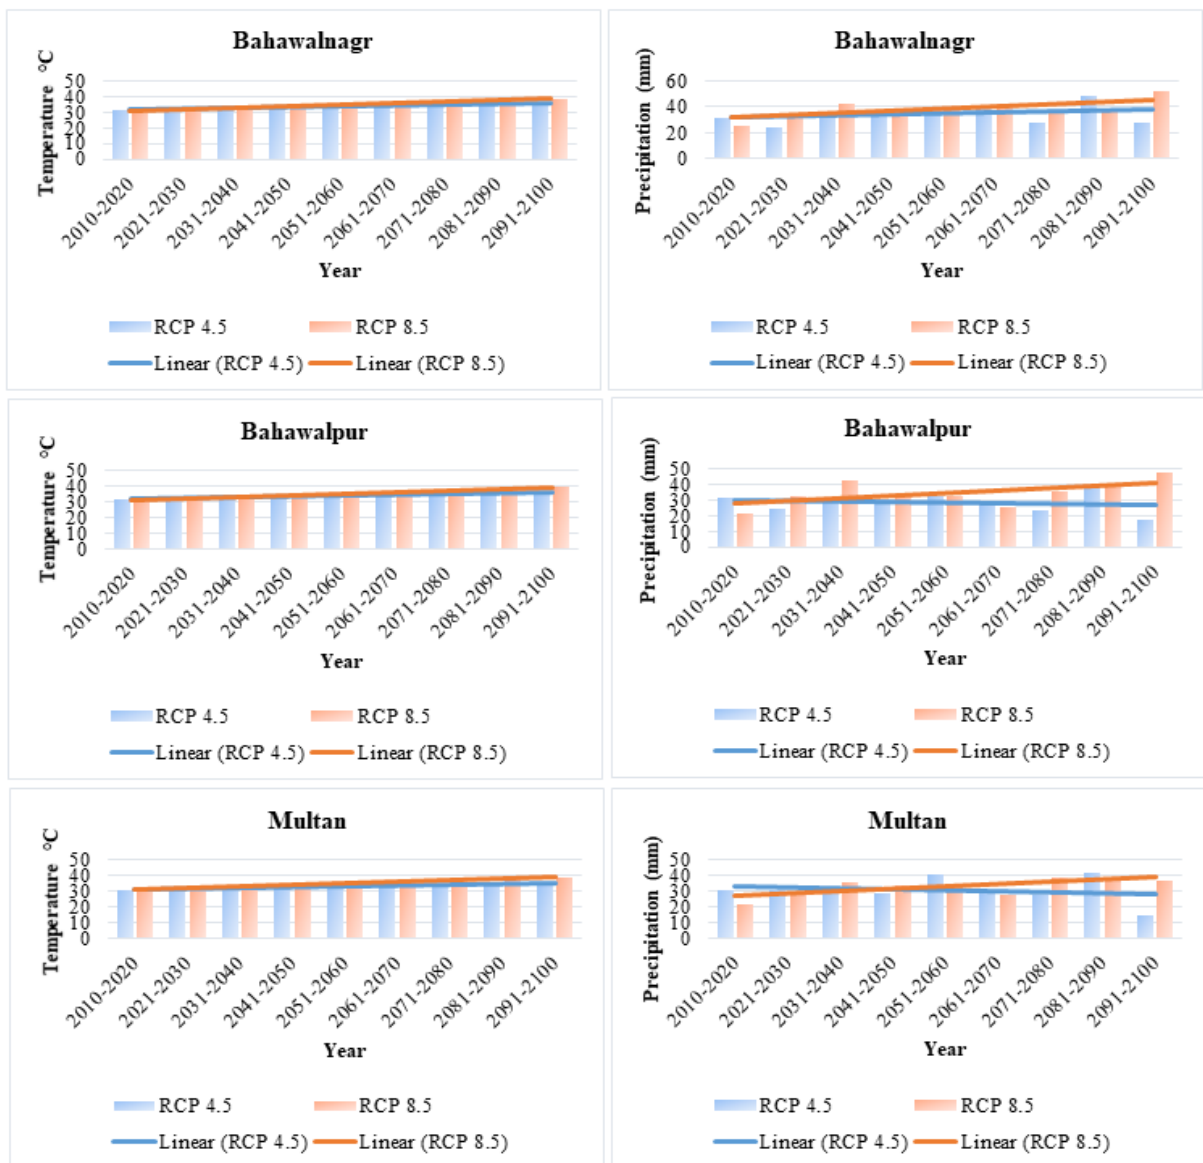 Bahawalnagr
Temperature °C
50
40
30
20
10
0
2010-2020
2021-2030
2031-2040
2041-2050
2051-2060
2061-2070
2071-2080
2081-2090
2091-2100
Year
RCP 4.5
RCP 8.5
Linear (RCP 4.5)
Linear (RCP 8.5)
Bahawalnagr
Precipitation (mm)
60
40
20
0
2010-2020
2021-2030
2031-2040
2041-2050
2051-2060
2061-2070
2071-2080
2081-2090
2091-2100
Year
RCP 4.5
RCP 8.5
Linear (RCP 4.5)
Linear (RCP 8.5)
Bahawalpur
Temperature °C
50
40
30
20
10
0
2010-2020
2021-2030
2031-2040
2041-2050
2051-2060
2061-2070
2071-2080
2081-2090
2091-2100
Year
RCP 4.5
RCP 8.5
Linear (RCP 4.5)
Linear (RCP 8.5)
Bahawalpur
Precipitation (mm)
50
40
30
20
10
0
2010-2020
2021-2030
2031-2040
2041-2050
2051-2060
2061-2070
2071-2080
2081-2090
2091-2100
Year
RCP 4.5
RCP 8.5
Linear (RCP 4.5)
Linear (RCP 8.5)
Multan
Temperature °C
50
40
30
20
10
0
2010-2020
2021-2030
2031-2040
2041-2050
2051-2060
2061-2070
2071-2080
2081-2090
2091-2100
Year
RCP 4.5
RCP 8.5
Linear (RCP 4.5)
Linear (RCP 8.5)
Multan
Precipitation (mm)
50
40
30
20
10
0
2010-2020
2021-2030
2031-2040
2041-2050
2051-2060
2061-2070
2071-2080
2081-2090
2091-2100
Year
RCP 4.5
RCP 8.5
Linear (RCP 4.5)
Linear (RCP 8.5)